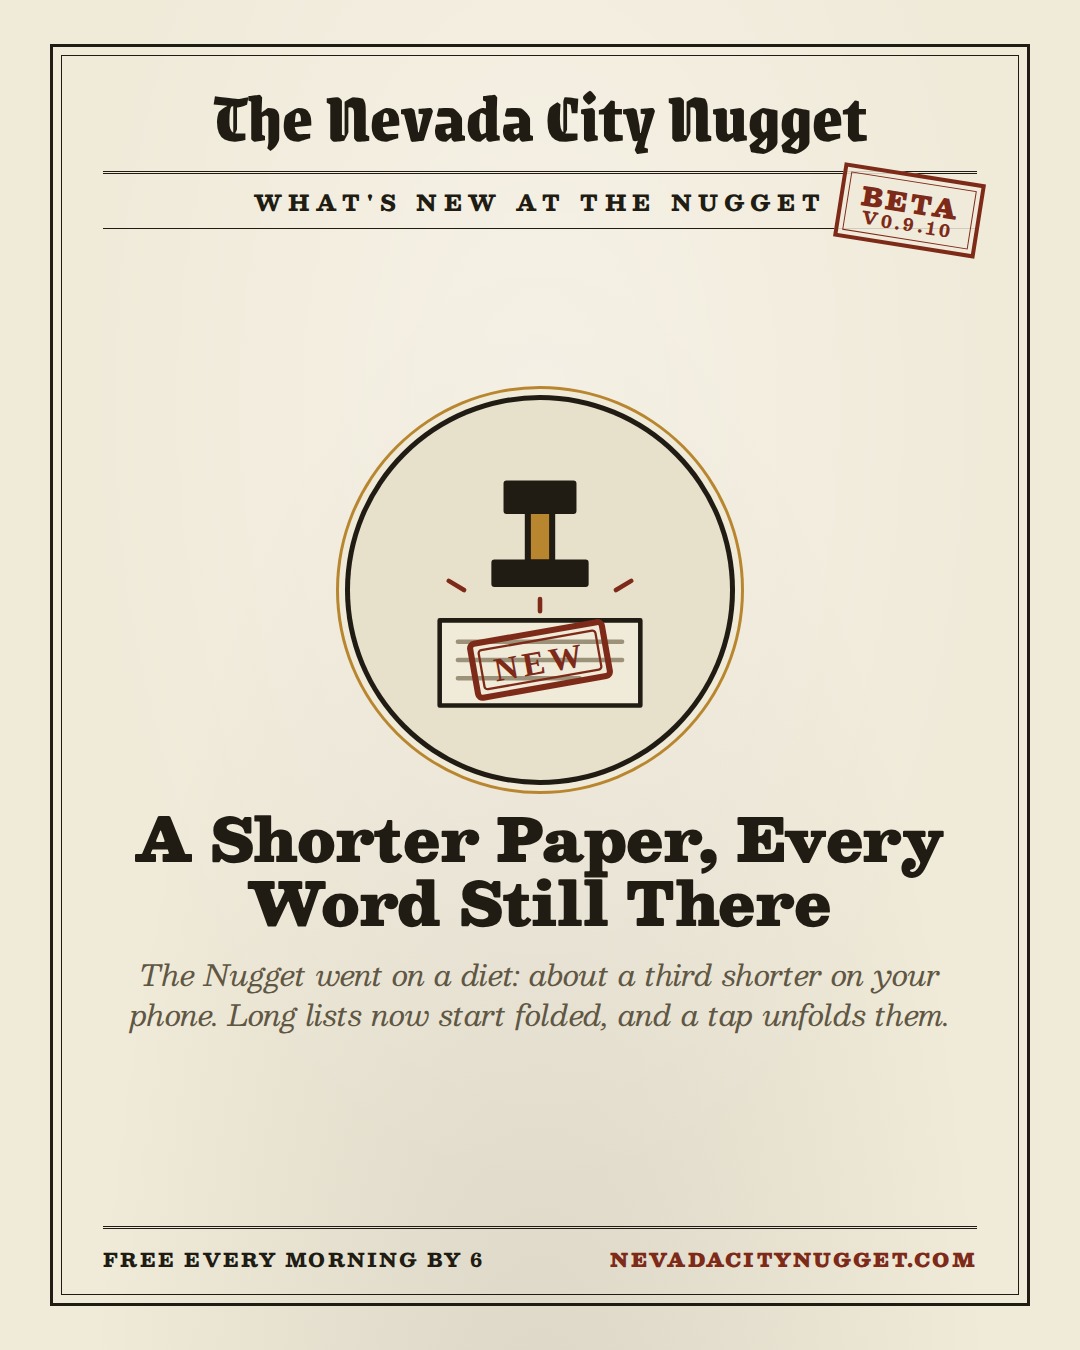 The Nevada City Nugget
WHAT'S NEW AT THE NUGGET
BETA
V0.9.10
NEW
A Shorter Paper, Every
Word Still There
The Nugget went on a diet: about a third shorter on your
phone. Long lists now start folded, and a tap unfolds them.
FREE EVERY MORNING BY 6
NEVADACITYNUGGET.COM